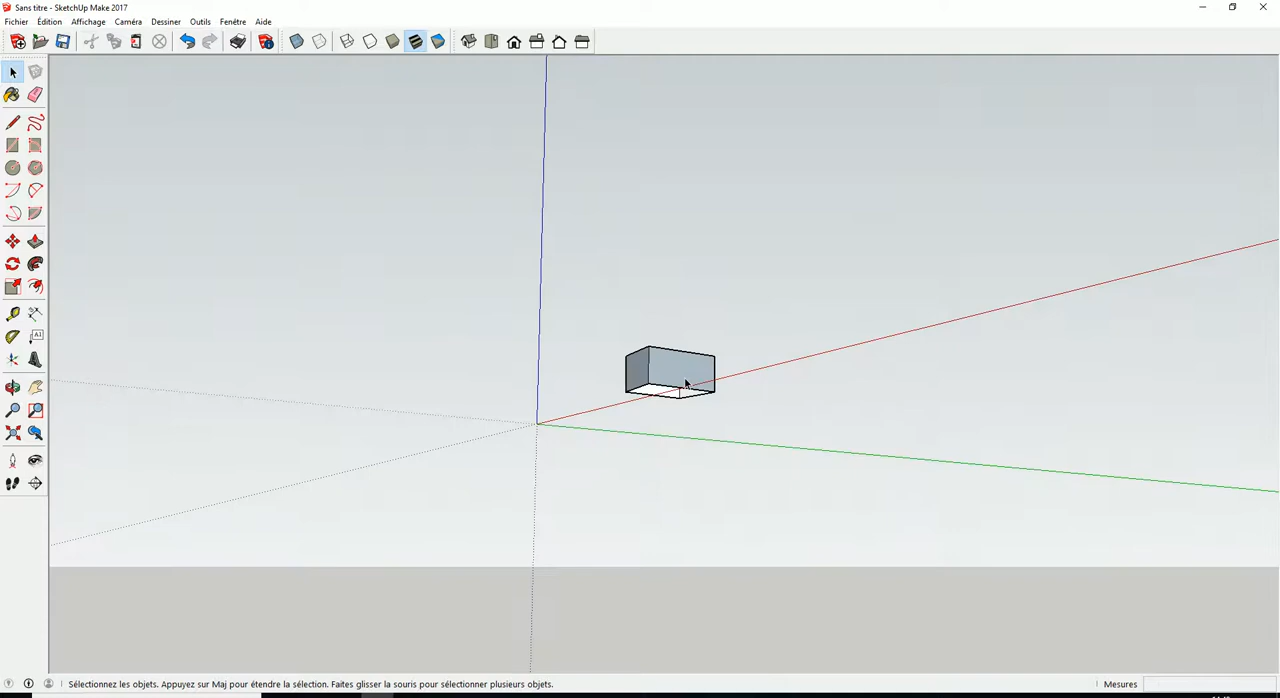 Sans titre - SketchUp Make 2017
Fichier Édition Affichage Caméra Dessiner Outils Fenêtre Aide
A1
Sélectionnez les objets. Appuyez sur Maj pour étendre la sélection. Faites glisser la souris pour sélectionner plusieurs objets.
Mesures